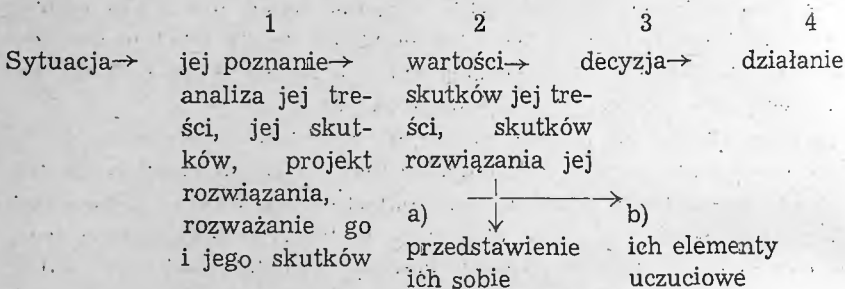 1 2 3 4
Sytuacja→ jej poznanie→ wartości→ decyzja→ działanie
analiza jej tre- skutków jej tre-
ści, jej skut- ści, skutków
ków, projekt rozwiązania jej
rozwiązania,
rozważanie go
i jego skutków
a) b)
przedstawienie ich elementy
ich sobie uczuciowe